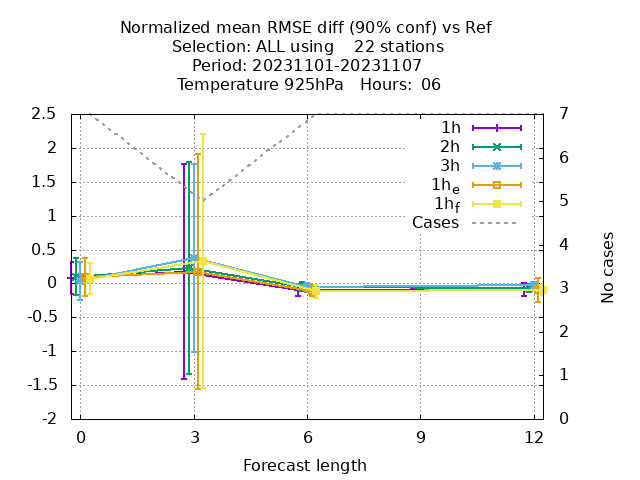 Normalized mean RMSE diff (90% conf) vs Ref
Selection: ALL using    22 stations
Period: 20231101-20231107
Temperature 925hPa   Hours:  06
2.5
2
1.5
1
0.5
0
-0.5
-1
-1.5
-2
7
6
5
4
3
2
1
0
1h
2h
3h
1he
1hf
Cases
No cases
0 3 6 9 12
Forecast length